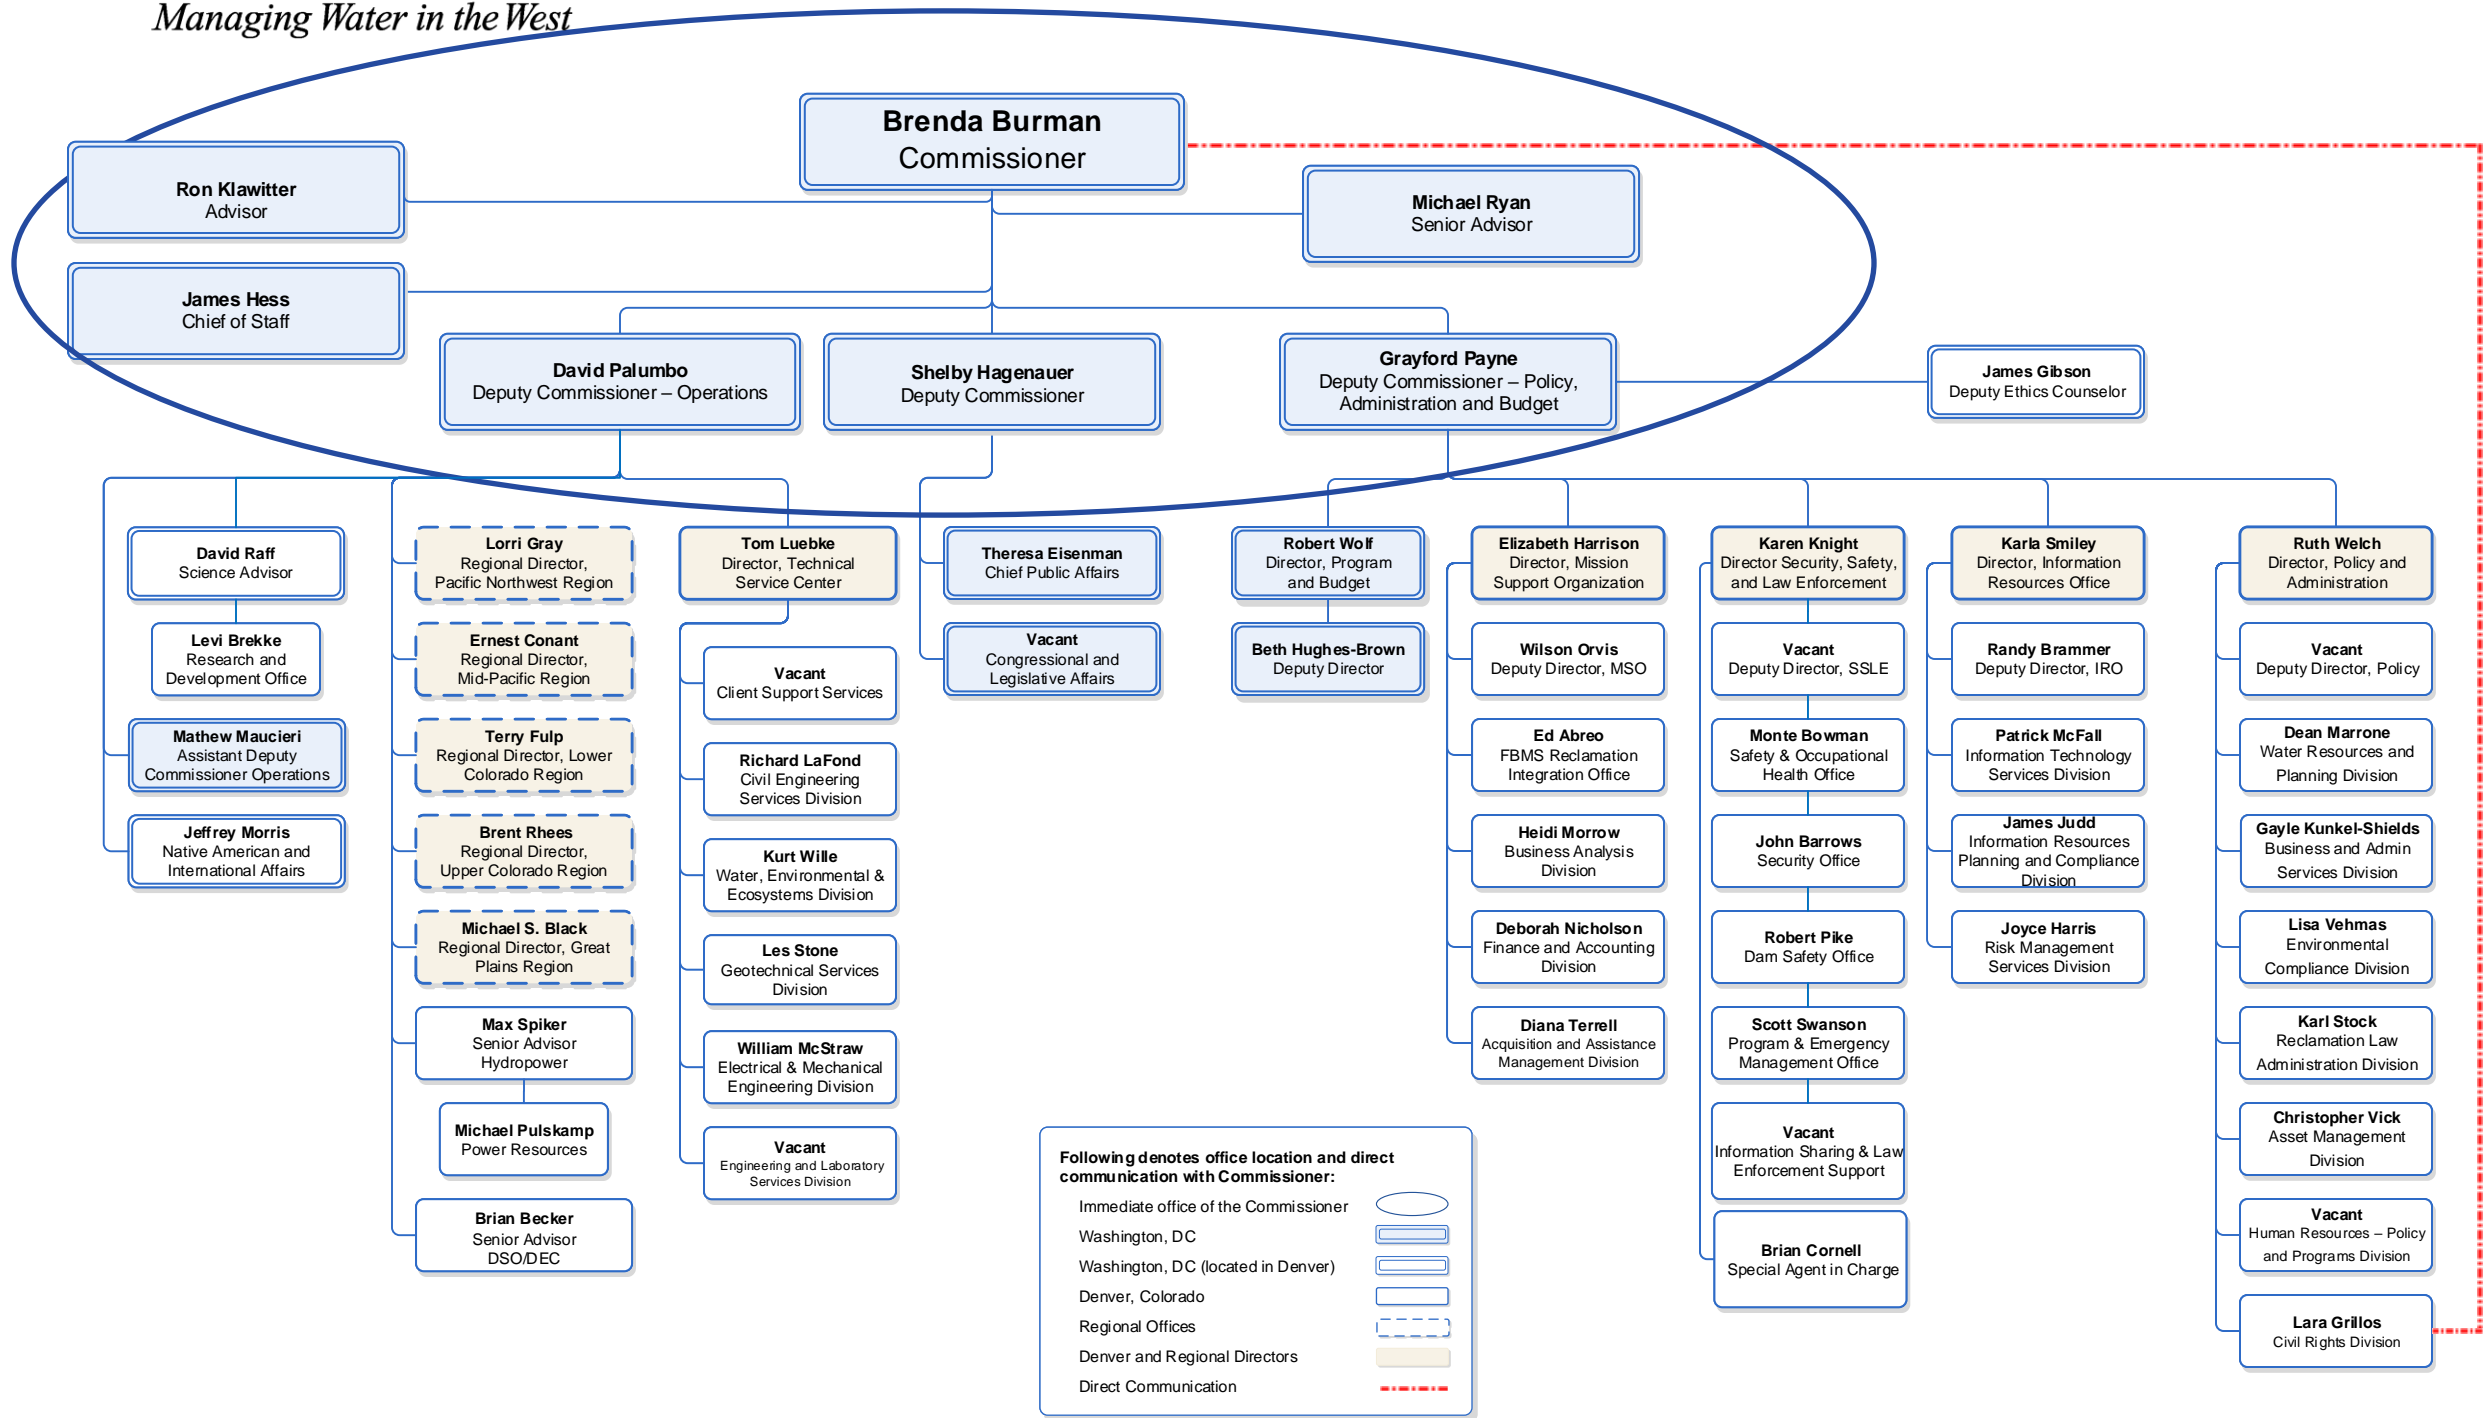 Managing Water in the West
Brenda Burman
Commissioner
Ron Klawitter
Advisor
Michael Ryan
Senior Advisor
James Hess
Chief of Staff
David Palumbo
Deputy Commissioner – Operations
Shelby Hagenauer
Deputy Commissioner
Grayford Payne
Deputy Commissioner – Policy,
Administration and Budget
James Gibson
Deputy Ethics Counselor
David Raff
Science Advisor
Levi Brekke
Research and
Development Office
Mathew Maucieri
Assistant Deputy
Commissioner Operations
Jeffrey Morris
Native American and
International Affairs
Lorri Gray
Regional Director,
Pacific Northwest Region
Ernest Conant
Regional Director,
Mid-Pacific Region
Terry Fulp
Regional Director, Lower
Colorado Region
Brent Rhees
Regional Director,
Upper Colorado Region
Michael S. Black
Regional Director, Great
Plains Region
Max Spiker
Senior Advisor
Hydropower
Michael Pulskamp
Power Resources
Brian Becker
Senior Advisor
DSO/DEC
Tom Luebke
Director, Technical
Service Center
Vacant
Client Support Services
Richard LaFond
Civil Engineering
Services Division
Kurt Wille
Water, Environmental &
Ecosystems Division
Les Stone
Geotechnical Services
Division
William McStraw
Electrical & Mechanical
Engineering Division
Vacant
Engineering and Laboratory
Services Division
Theresa Eisenman
Chief Public Affairs
Vacant
Congressional and
Legislative Affairs
Robert Wolf
Director, Program
and Budget
Beth Hughes-Brown
Deputy Director
Elizabeth Harrison
Director, Mission
Support Organization
Wilson Orvis
Deputy Director, MSO
Ed Abreo
FBMS Reclamation
Integration Office
Heidi Morrow
Business Analysis
Division
Deborah Nicholson
Finance and Accounting
Division
Diana Terrell
Acquisition and Assistance
Management Division
Karen Knight
Director Security, Safety,
and Law Enforcement
Vacant
Deputy Director, SSLE
Monte Bowman
Safety & Occupational
Health Office
John Barrows
Security Office
Robert Pike
Dam Safety Office
Scott Swanson
Program & Emergency
Management Office
Vacant
Information Sharing & Law
Enforcement Support
Brian Cornell
Special Agent in Charge
Karla Smiley
Director, Information
Resources Office
Randy Brammer
Deputy Director, IRO
Patrick McFall
Information Technology
Services Division
James Judd
Information Resources
Planning and Compliance
Division
Joyce Harris
Risk Management
Services Division
Ruth Welch
Director, Policy and
Administration
Vacant
Deputy Director, Policy
Dean Marrone
Water Resources and
Planning Division
Gayle Kunkel-Shields
Business and Admin
Services Division
Lisa Vehmas
Environmental
Compliance Division
Karl Stock
Reclamation Law
Administration Division
Christopher Vick
Asset Management
Division
Vacant
Human Resources – Policy
and Programs Division
Lara Grillos
Civil Rights Division
Following denotes office location and direct
communication with Commissioner:
Immediate office of the Commissioner
Washington, DC
Washington, DC (located in Denver)
Denver, Colorado
Regional Offices
Denver and Regional Directors
Direct Communication